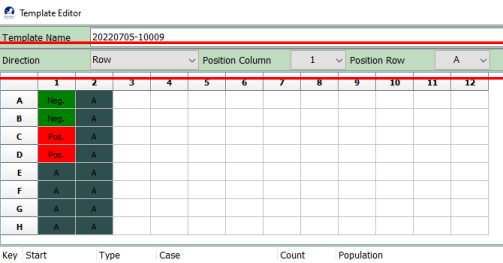 Template Editor
Template Name 20220705-10009
Direction Row Position Column 1 Position Row A
1 2 3 4 5 6 7 8 9 10 11 12
A Neg. A
B Neg. A
C Pos. A
D Pos. A
E A A
F A A
G A A
H A A
Key Start Type Case Count Population